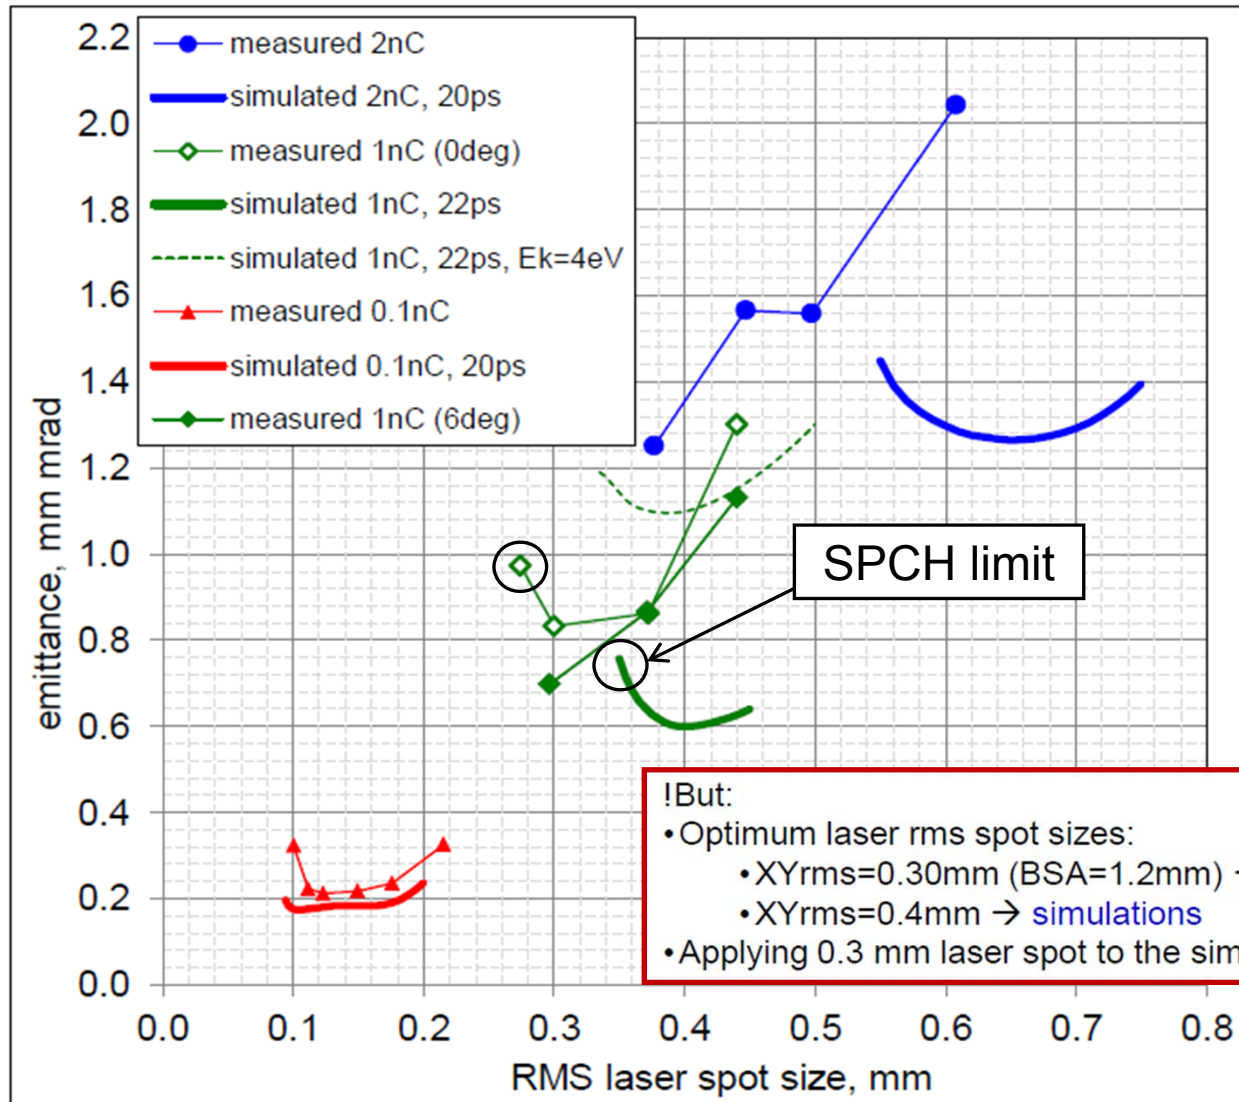 measured 2nC
simulated 2nC, 20ps
measured 1nC (0deg)
simulated 1nC, 22ps
simulated 1nC, 22ps, Ek=4eV
measured 0.1nC
simulated 0.1nC, 20ps
measured 1nC (6deg)
2.2
2.0
1.8
1.6
1.4
1.2
1.0
0.8
0.6
0.4
0.2
0.0
emittance, mm mrad
SPCH limit
!But:
•Optimum laser rms spot sizes:
•XYrms=0.30mm (BSA=1.2mm)
•XYrms=0.4mm → simulations
•Applying 0.3 mm laser spot to the sim
0.0 0.1 0.2 0.3 0.4 0.5 0.6 0.7 0.8
RMS laser spot size, mm